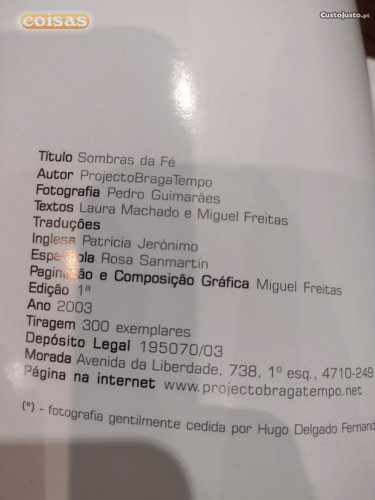 coisas
CustoJusto.pt
Título Sombras da Fé
Autor ProjectoBragaTempo
Fotografia Pedro Guimarães
Textos Laura Machado e Miguel Freitas
Traduções
Inglesa Patrícia Jerónimo
Espanhola Rosa Sanmartín
Paginação e Composição Gráfica Miguel Freitas
Edição 1ª
Ano 2003
Tiragem 300 exemplares
Depósito Legal 195070/03
Morada Avenida da Liberdade, 738, 1º esq., 4710-249
Página na internet www.projectobragatempo.net
(*) - fotografia gentilmente cedida por Hugo Delgado Fernand